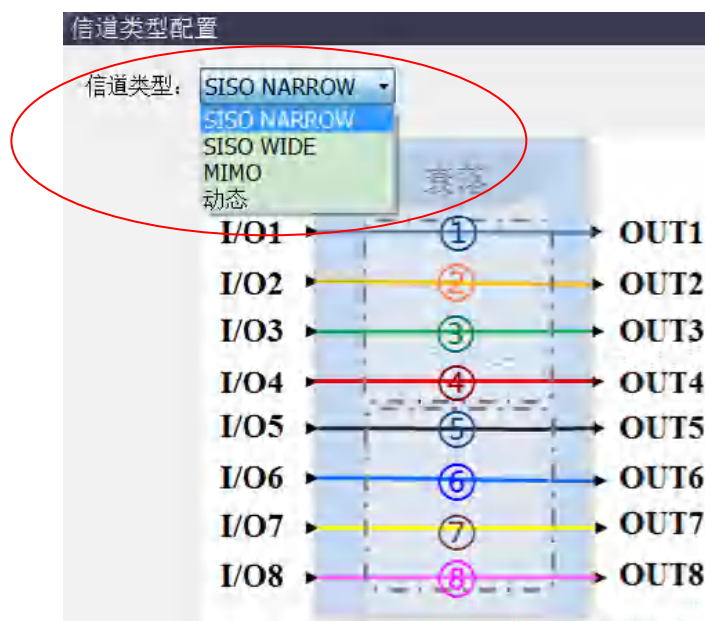 信道类型配置
信道类型: SISO NARROW
SISO NARROW
SISO WIDE
MIMO
动态
衰落
I/O1 ① OUT1
I/O2 ② OUT2
I/O3 ③ OUT3
I/O4 ④ OUT4
I/O5 ⑤ OUT5
I/O6 ⑥ OUT6
I/O7 ⑦ OUT7
I/O8 ⑧ OUT8